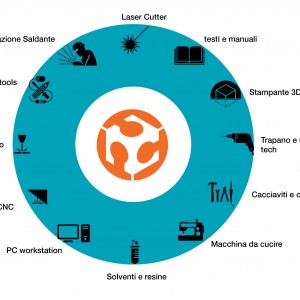 Laser Cutter
testi e manuali
Stampante 3D
Trapano e
tech
Cacciaviti e
Macchina da cucire
Solventi e resine
PC workstation
CNC
tools
Saldante